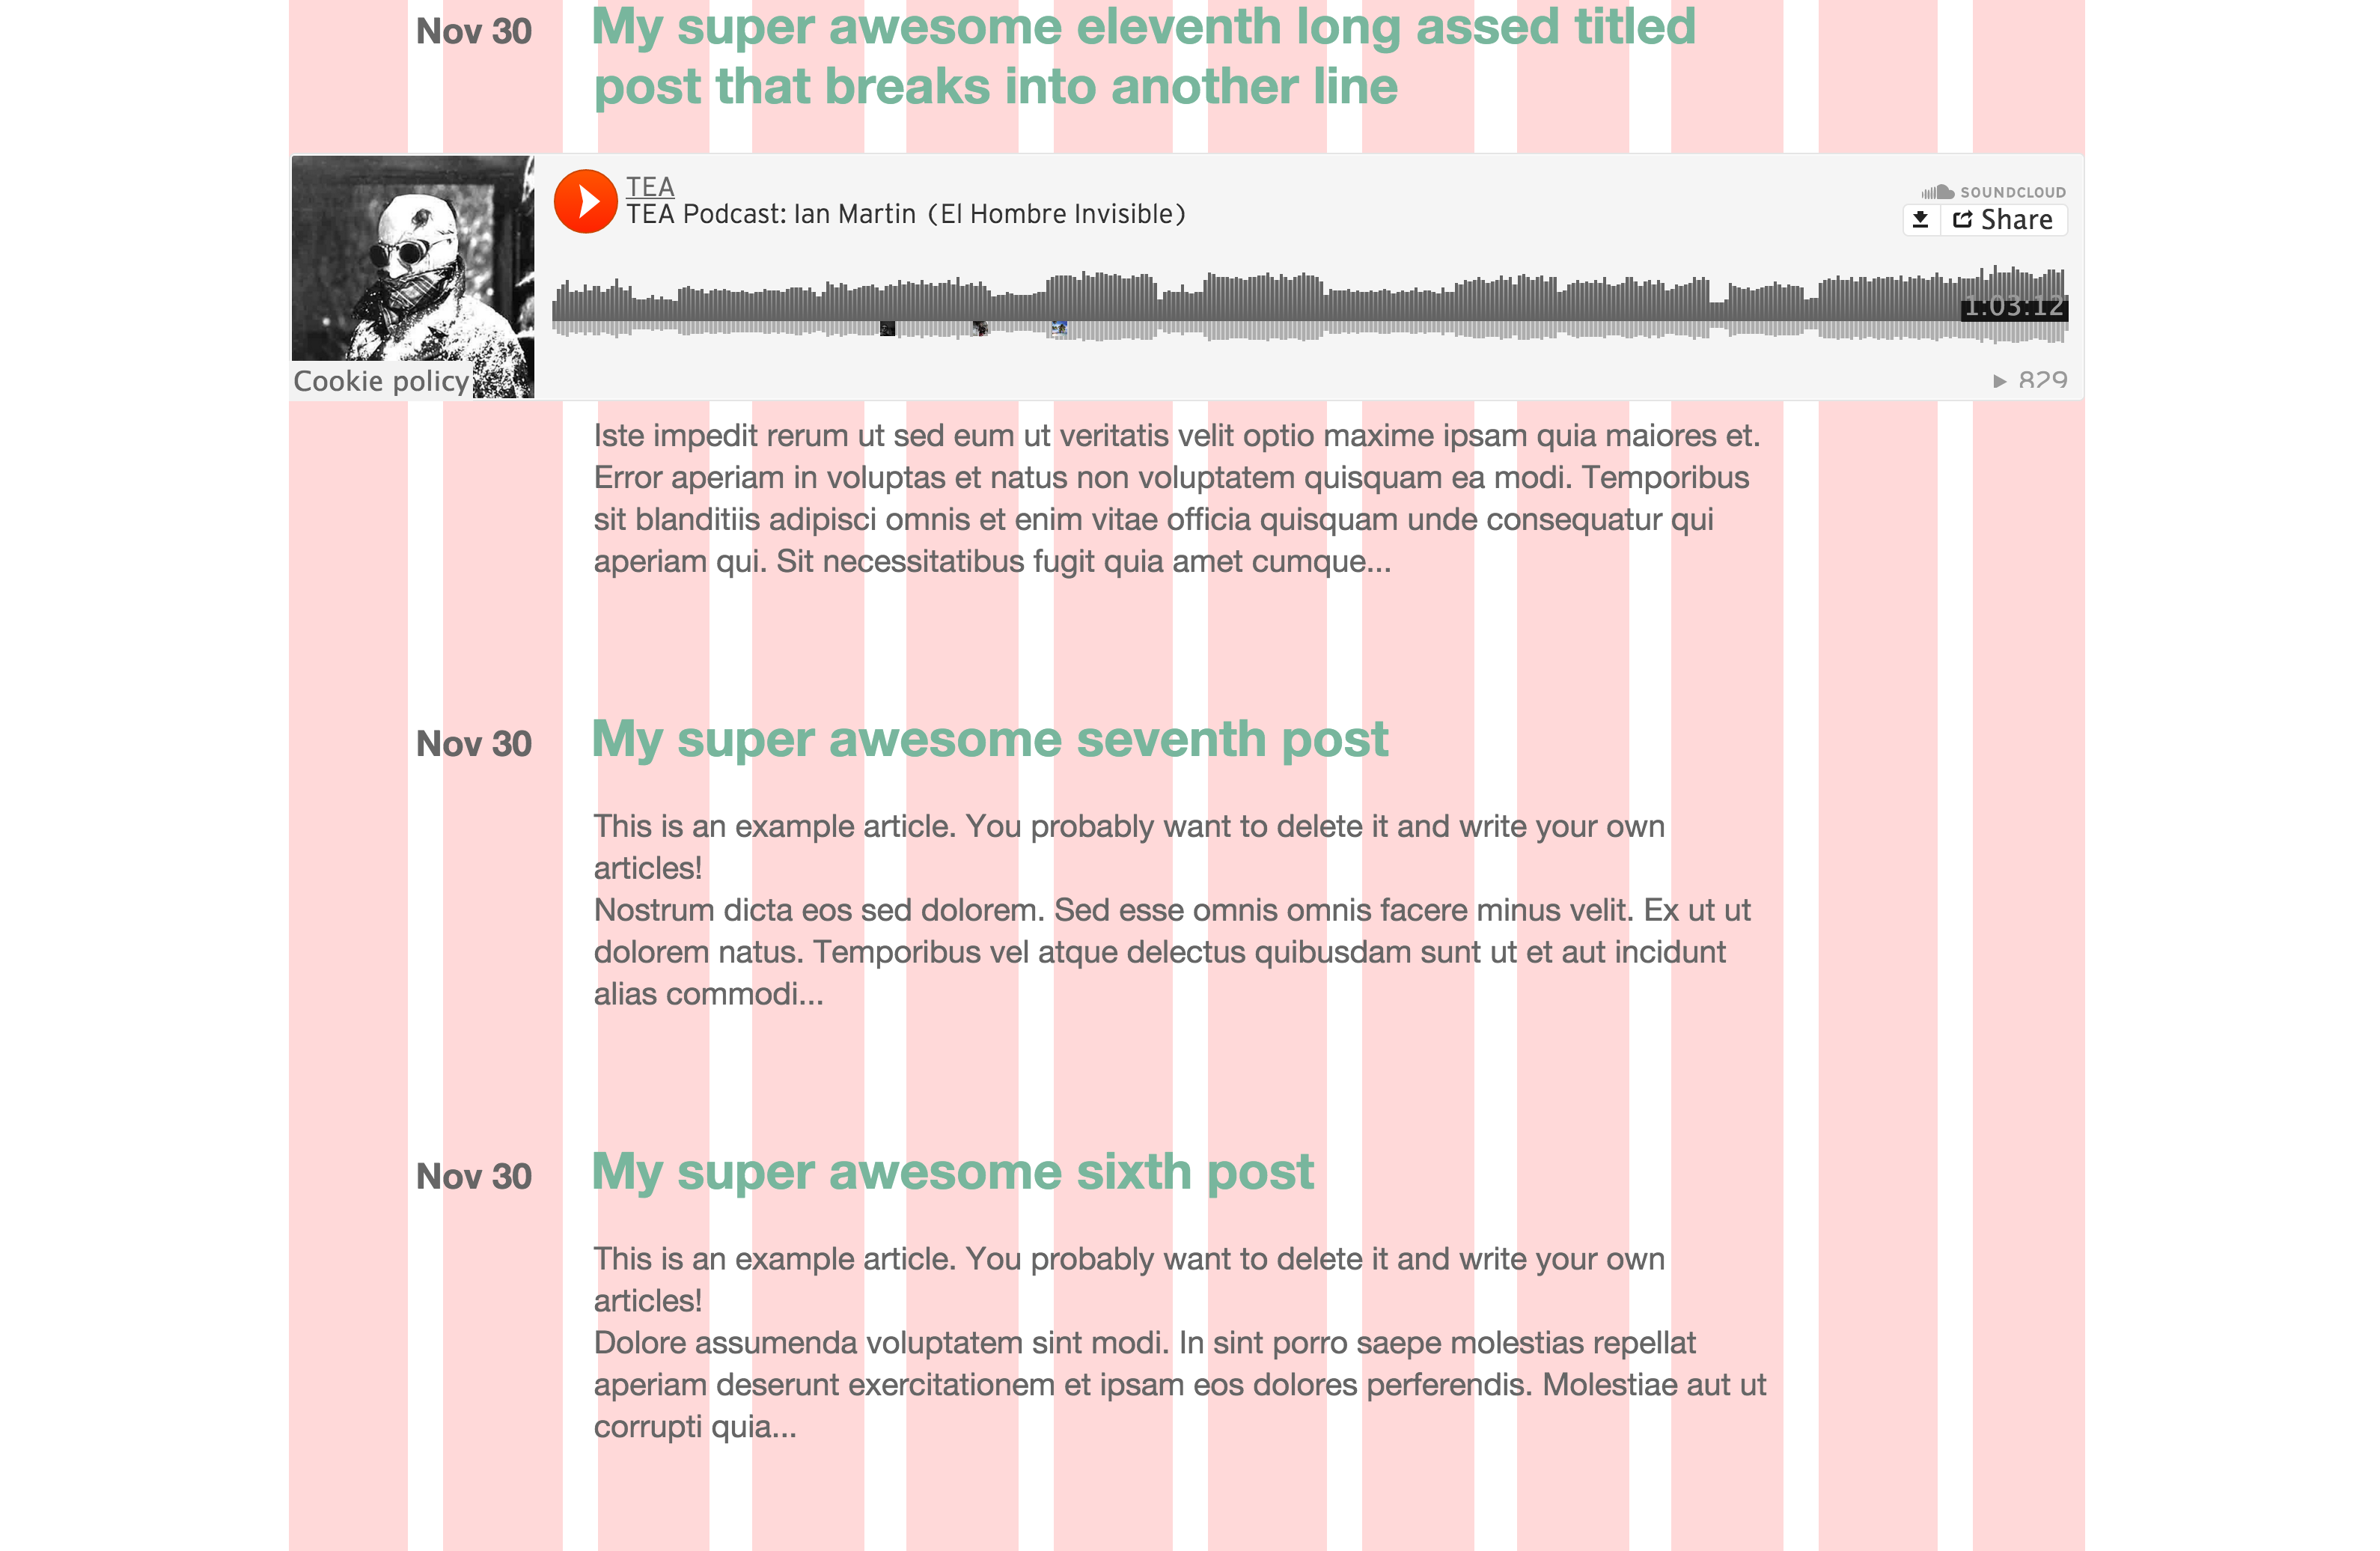 Nov 30
My super awesome eleventh long assed titled
post that breaks into another line
TEA
TEA Podcast: Ian Martin (El Hombre Invisible)
SOUNDCLOUD
Share
1:03:12
Cookie policy
829
Iste impedit rerum ut sed eum ut veritatis velit optio maxime ipsam quia maiores et.
Error aperiam in voluptas et natus non voluptatem quisquam ea modi. Temporibus
sit blanditiis adipisci omnis et enim vitae officia quisquam unde consequatur qui
aperiam qui. Sit necessitatibus fugit quia amet cumque...
Nov 30
My super awesome seventh post
This is an example article. You probably want to delete it and write your own
articles!
Nostrum dicta eos sed dolorem. Sed esse omnis omnis facere minus velit. Ex ut ut
dolorem natus. Temporibus vel atque delectus quibusdam sunt ut et aut incidunt
alias commodi...
Nov 30
My super awesome sixth post
This is an example article. You probably want to delete it and write your own
articles!
Dolore assumenda voluptatem sint modi. In sint porro saepe molestias repellat
aperiam deserunt exercitationem et ipsam eos dolores perferendis. Molestiae aut ut
corrupti quia...